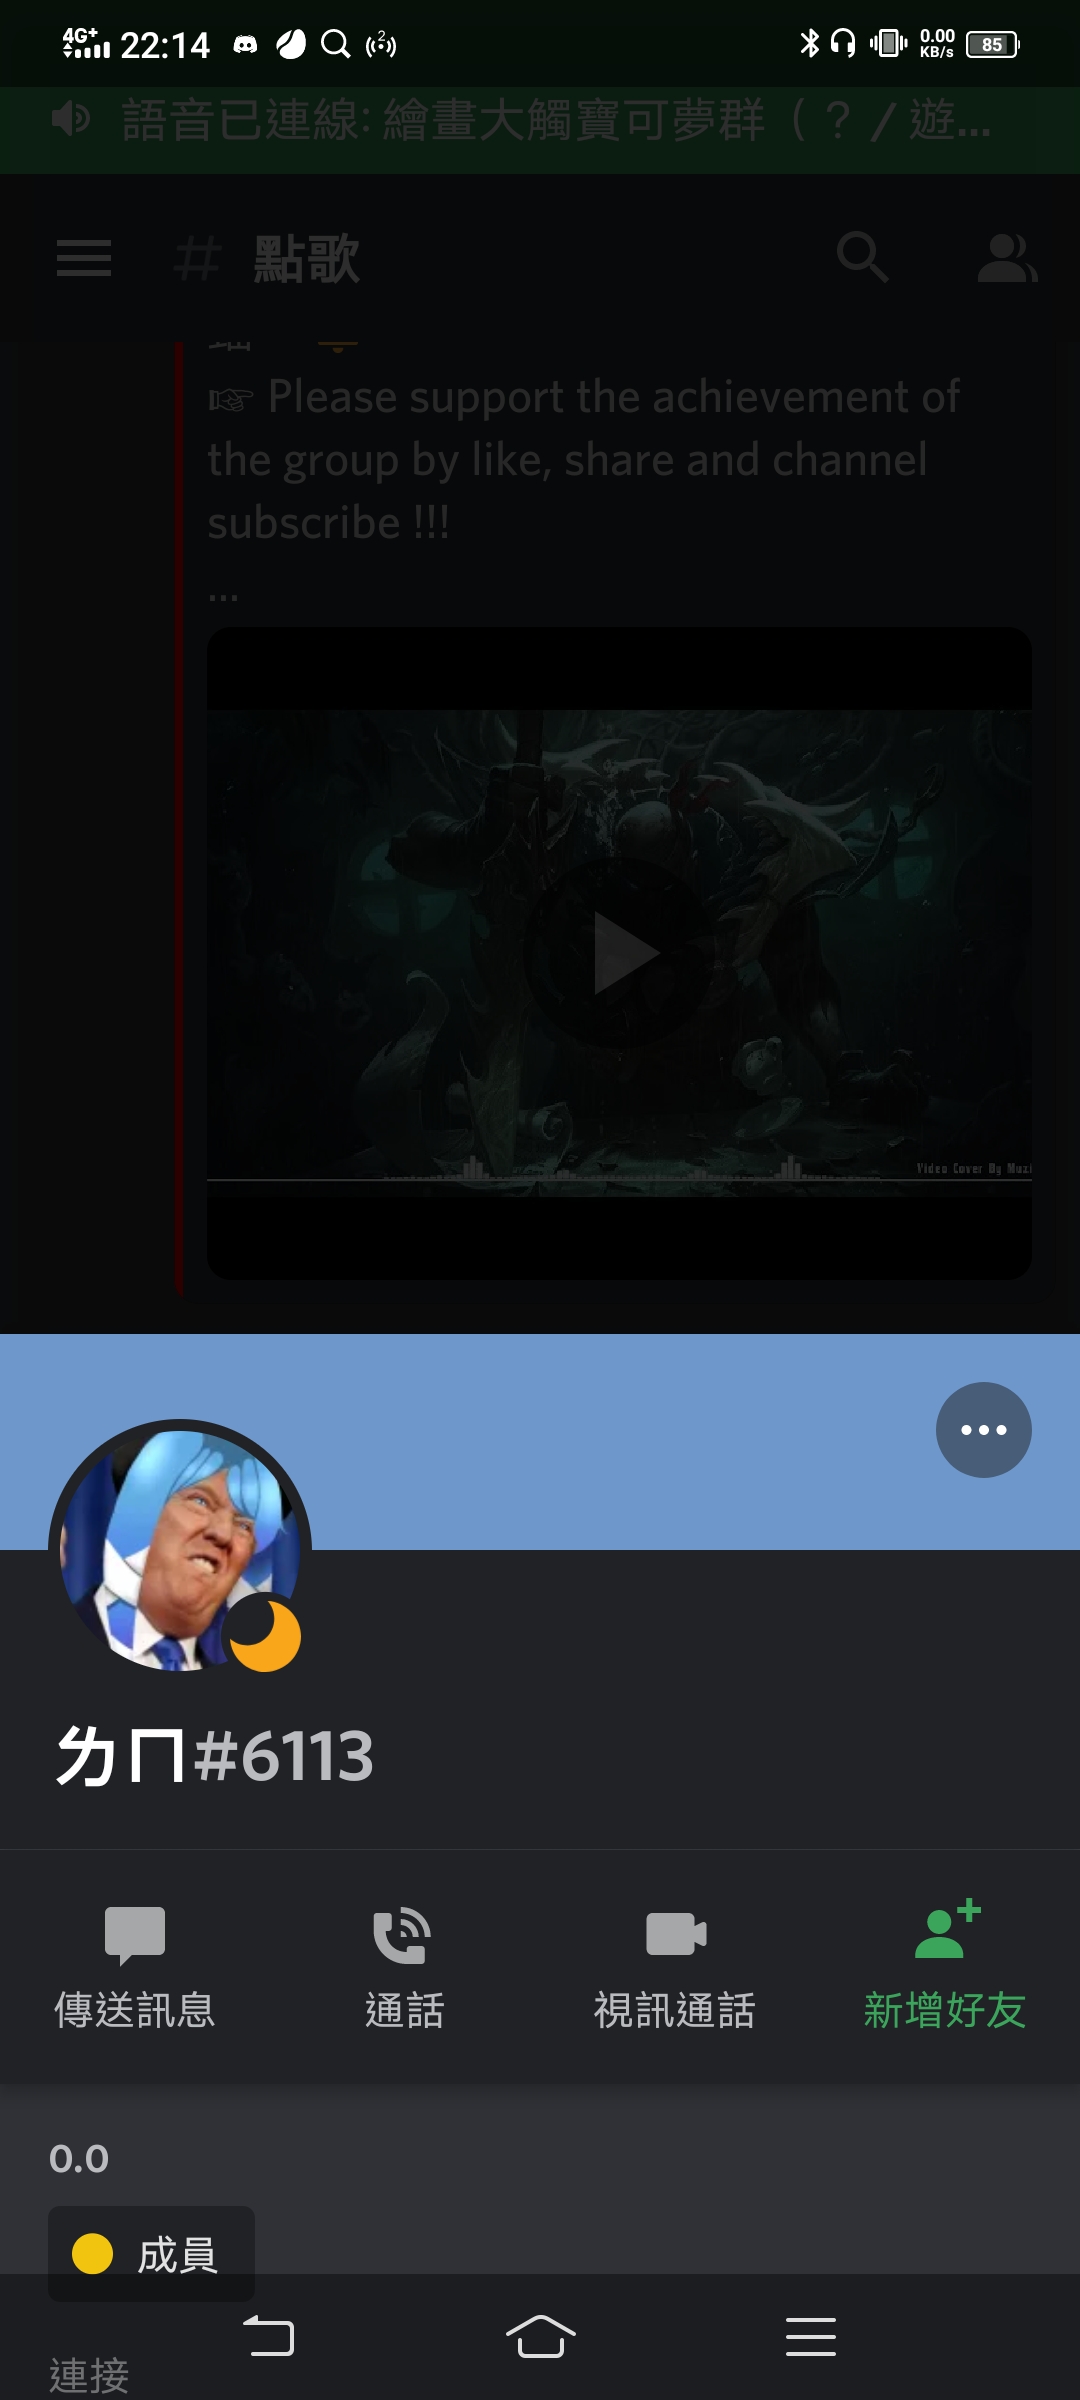 4G+ 22:14 2 0.00 KB/s 85
語音已連線: 繪畫大觸寶可夢群（？／遊...
# 點歌
☞ Please support the achievement of
the group by like, share and channel
subscribe !!!
...
Video Cover By Muzi
ㄌㄇ#6113
傳送訊息 通話 視訊通話 新增好友
0.0
成員
連接